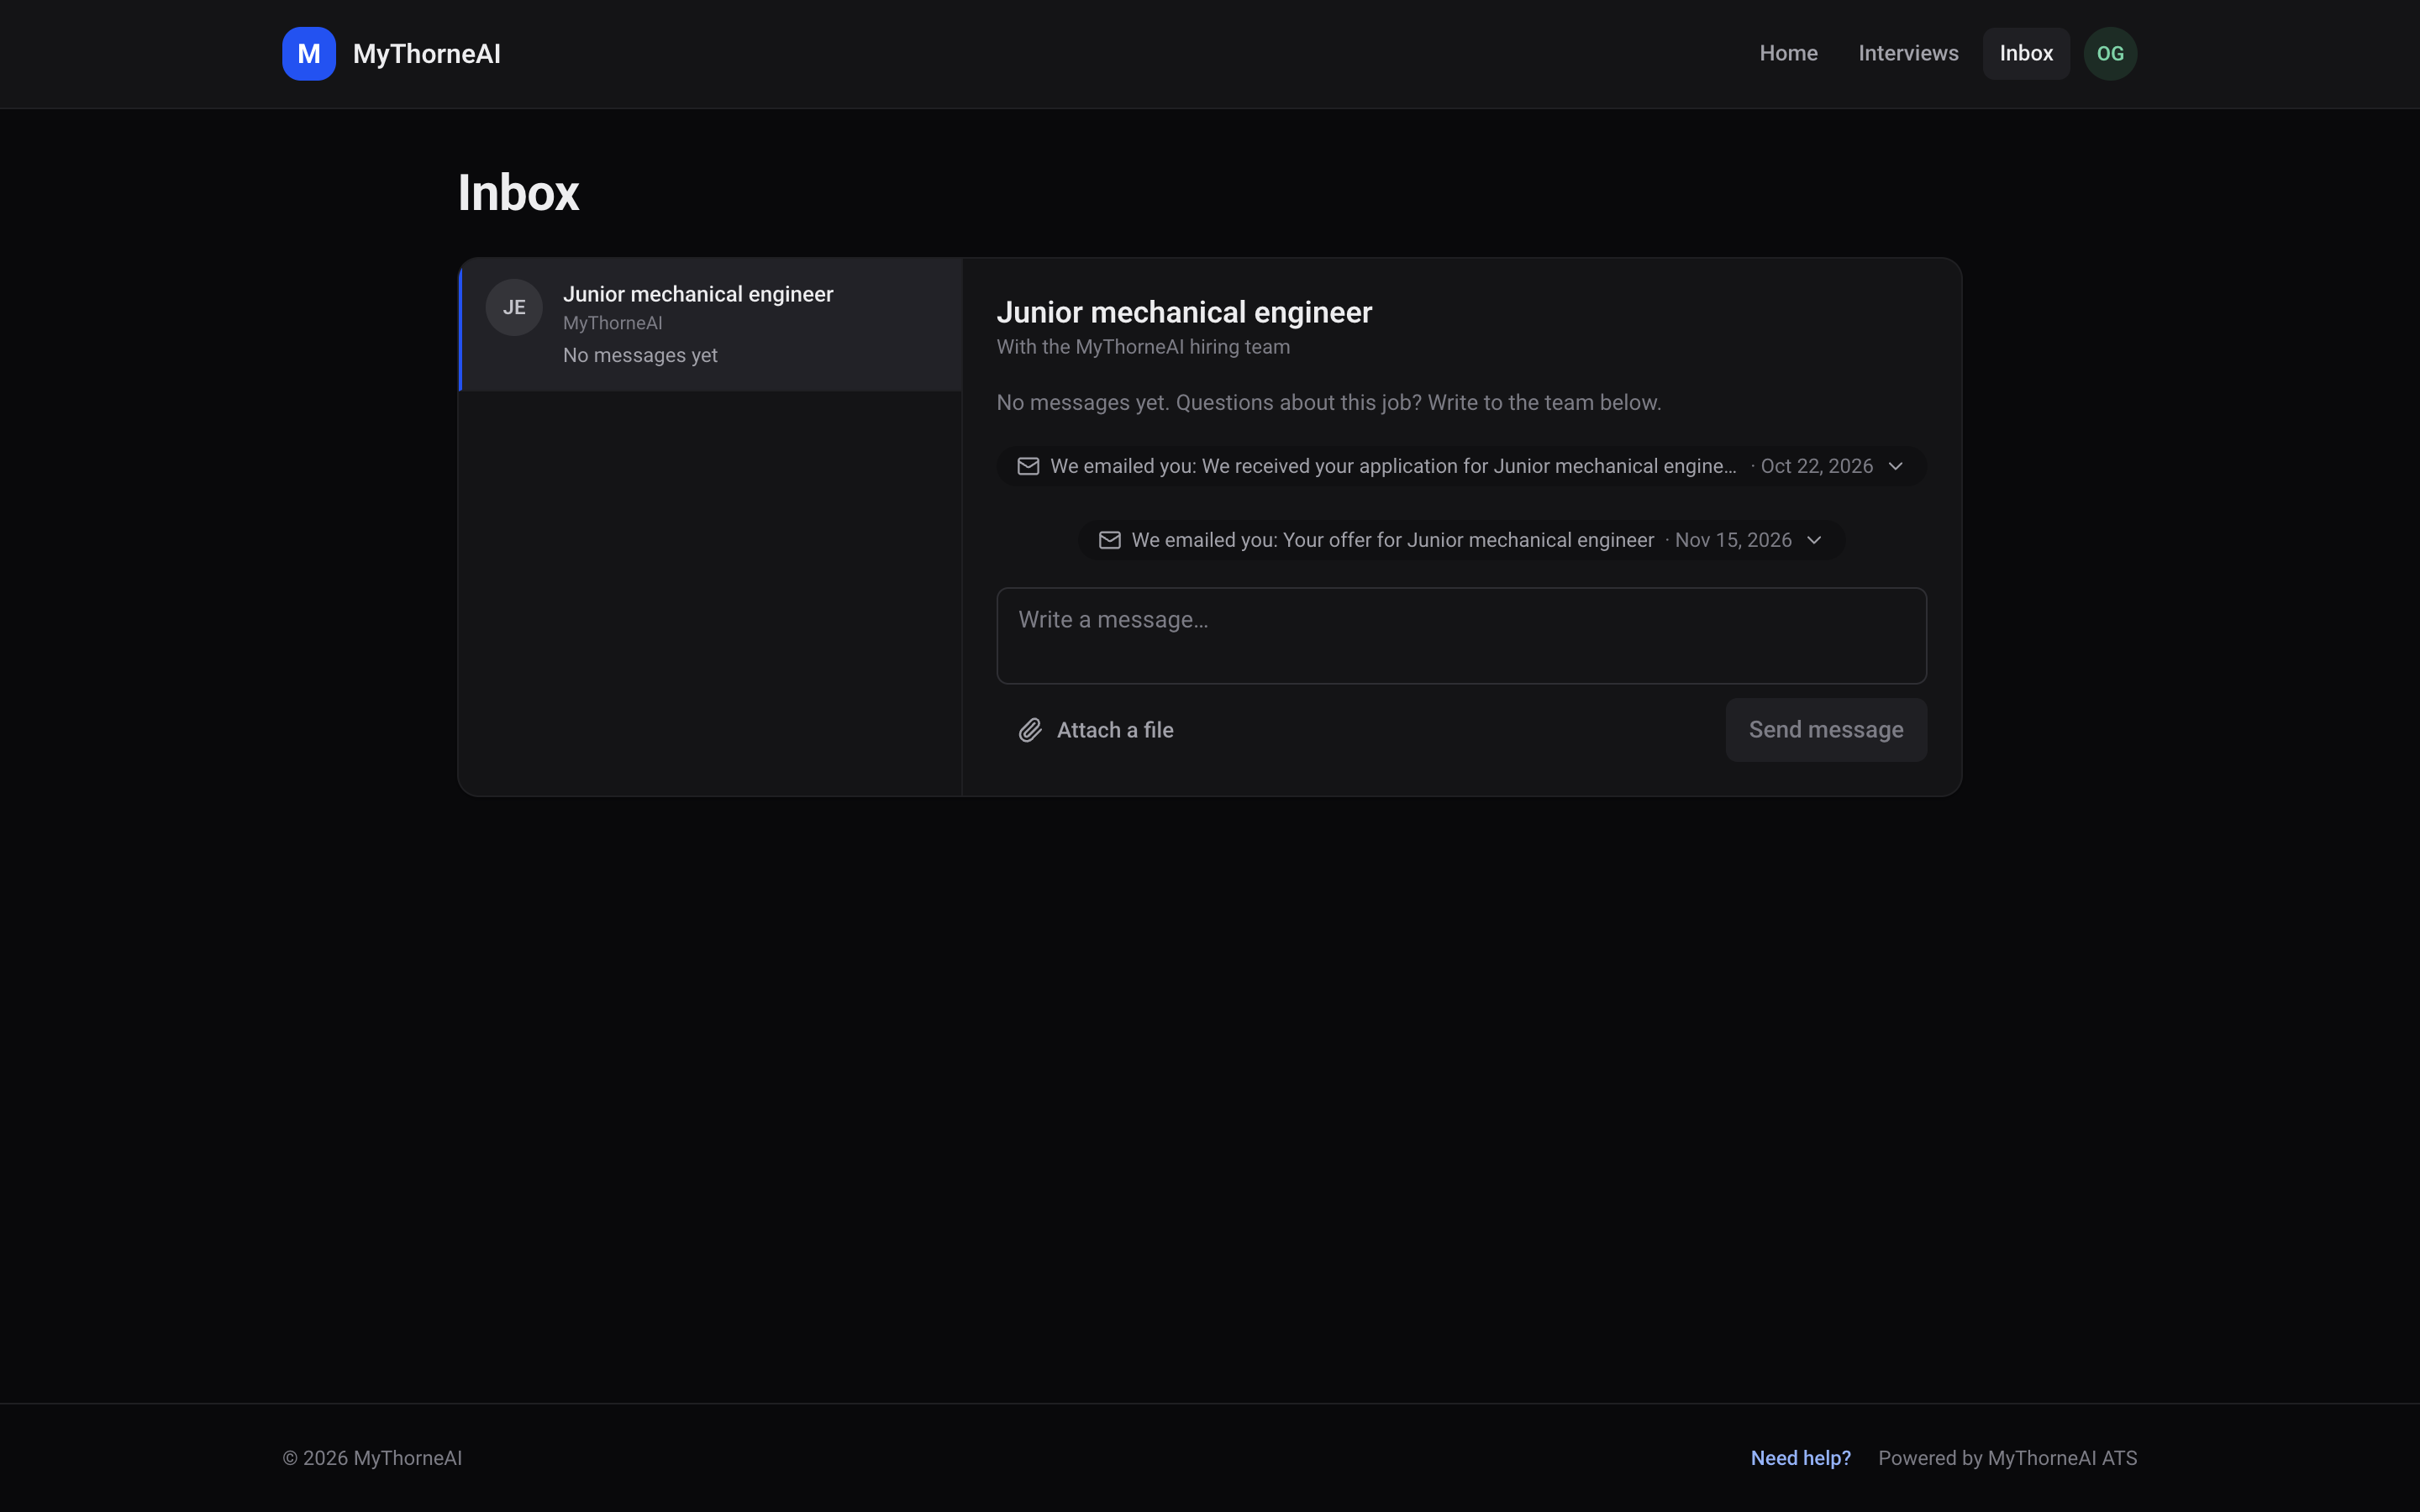 M MyThorneAI
Home Interviews Inbox OG
Inbox
JE
Junior mechanical engineer
MyThorneAI
No messages yet
Junior mechanical engineer
With the MyThorneAI hiring team
No messages yet. Questions about this job? Write to the team below.
We emailed you: We received your application for Junior mechanical engine… · Oct 22, 2026
We emailed you: Your offer for Junior mechanical engineer · Nov 15, 2026
Write a message…
Attach a file
Send message
© 2026 MyThorneAI
Need help? Powered by MyThorneAI ATS